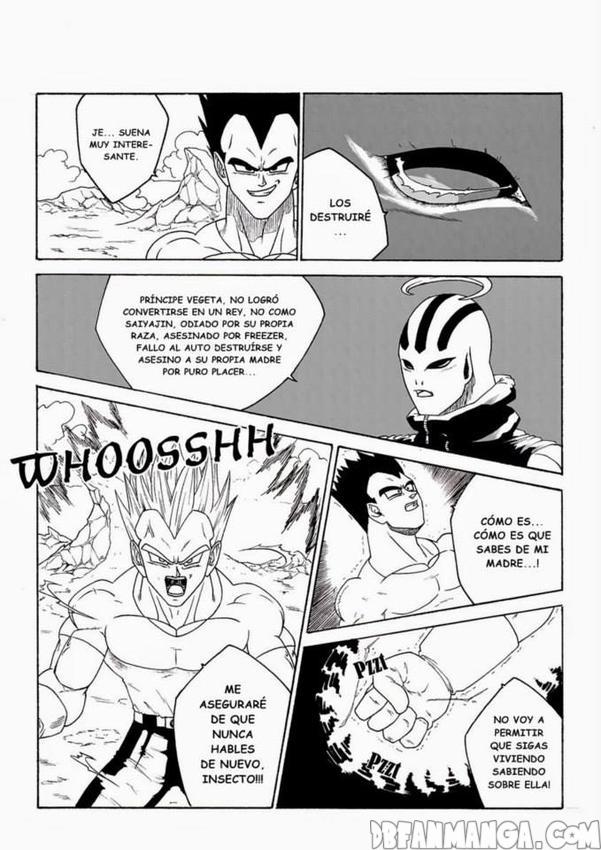 JE... SUENA
MUY INTERE-
SANTE.
LOS
DESTRUIRÉ
...
PRÍNCIPE VEGETA, NO LOGRÓ
CONVERTIRSE EN UN REY, NO COMO
SAIYAJIN, ODIADO POR SU PROPIA
RAZA, ASESINADO POR FREEZER,
FALLO AL AUTO DESTRUÍRSE Y
ASESINO A SU PROPIA MADRE
POR PURO PLACER...
WHOOSSHH
CÓMO ES...
CÓMO ES QUE
SABES DE MI
MADRE...!
PZZI
PZZI
NO VOY A
PERMITIR
QUE SIGAS
VIVIENDO
SABIENDO
SOBRE ELLA!
ME
ASEGURARÉ
DE QUE
NUNCA
HABLES
DE NUEVO,
INSECTO!!!
DBFANMANGA.COM